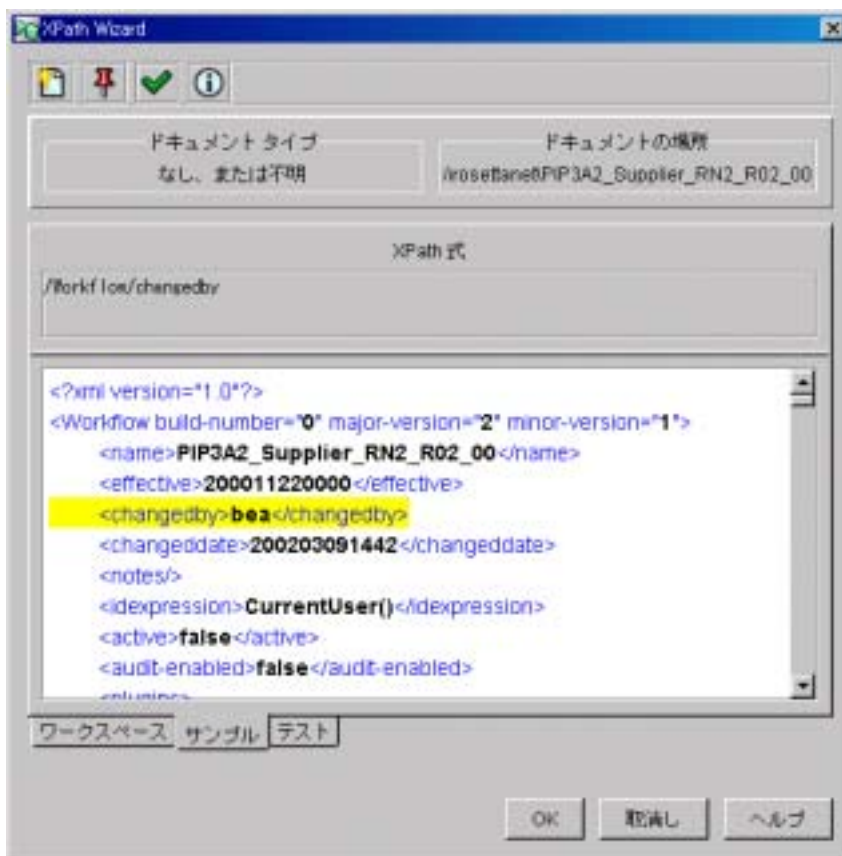 XPath Wizard
ドキュメント タイプ
なし、または不明
ドキュメントの場所
/irosettanet\PIP3A2_Supplier_RN2_R02_00
XPath 式
/Workflow/changedby
<?xml version="1.0"?>
<Workflow build-number="0" major-version="2" minor-version="1">
<name>PIP3A2_Supplier_RN2_R02_00</name>
<effective>200011220000</effective>
<changedby>bea</changedby>
<changeddate>200203091442</changeddate>
<notes/>
<idexpression>CurrentUser()</idexpression>
<active>false</active>
<audit-enabled>false</audit-enabled>
<plugins>
ワークスペース サンプル テスト
OK 取消し ヘルプ